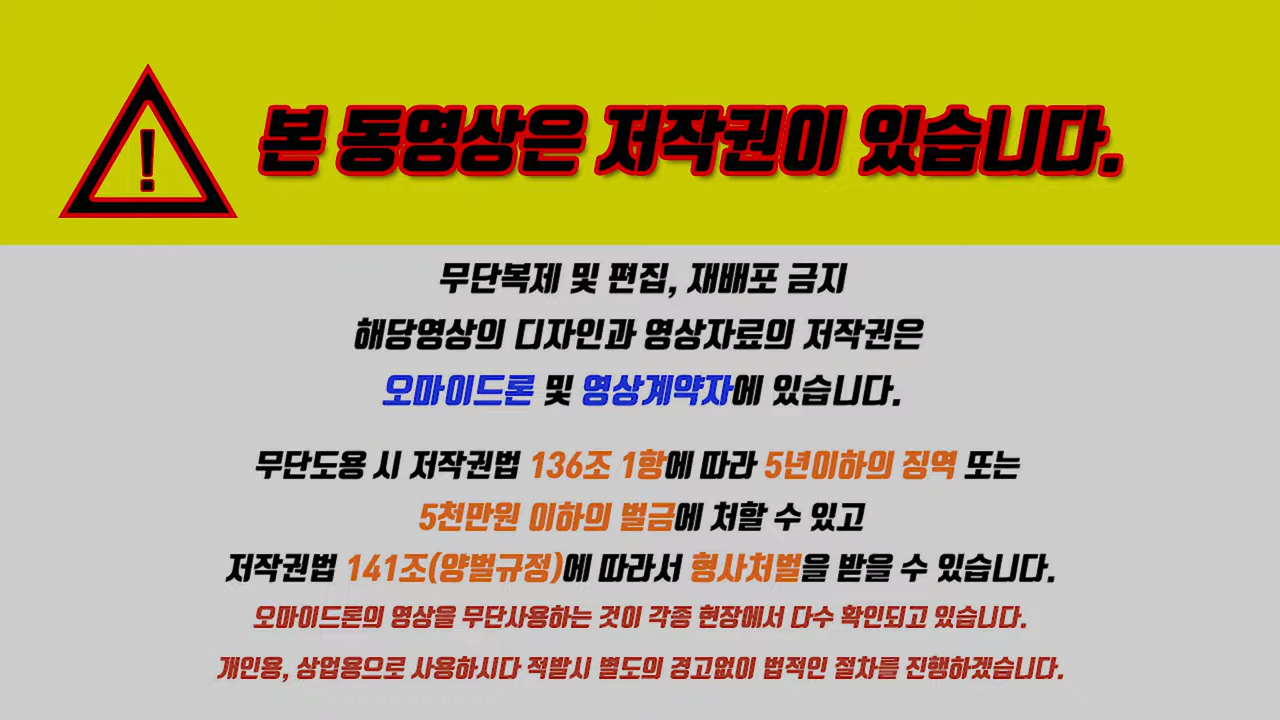 본 동영상은 저작권이 있습니다.
무단복제 및 편집, 재배포 금지
해당영상의 디자인과 영상자료의 저작권은
오마이드론 및 영상계약자에 있습니다.
무단도용 시 저작권법 136조 1항에 따라 5년이하의 징역 또는
5천만원 이하의 벌금에 처할 수 있고
저작권법 141조(양벌규정)에 따라서 형사처벌을 받을 수 있습니다.
오마이드론의 영상을 무단사용하는 것이 각종 현장에서 다수 확인되고 있습니다.
개인용, 상업용으로 사용하시다 적발시 별도의 경고없이 법적인 절차를 진행하겠습니다.